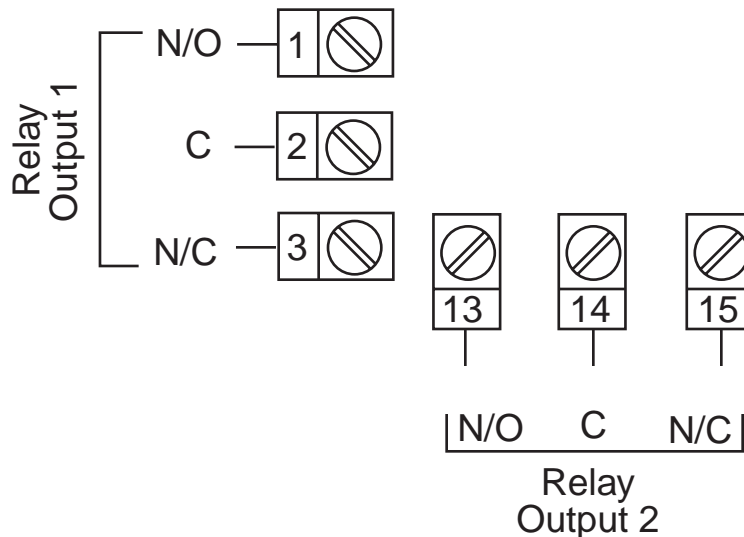 N/O 1
Relay
Output 1
C 2
N/C 3
13 14 15
N/O C N/C
Relay
Output 2